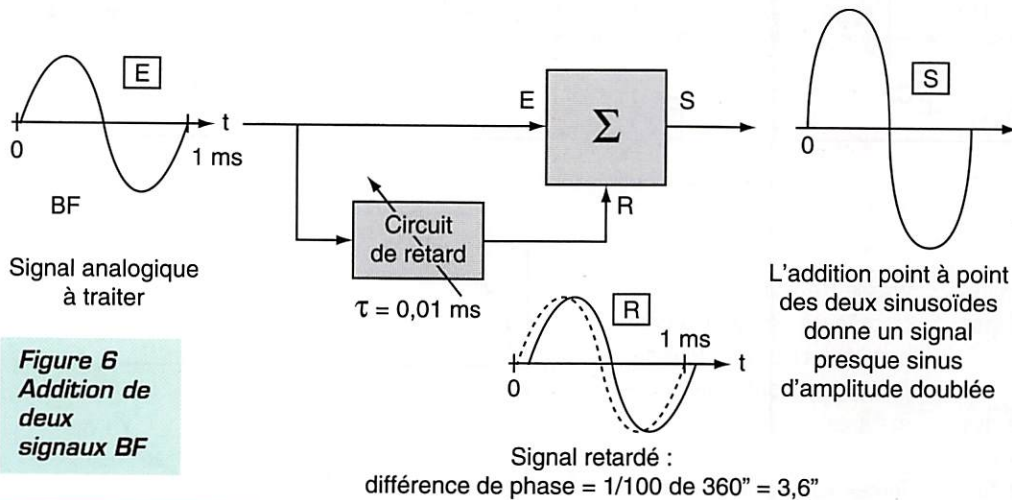 E
t
0
1 ms
BF
Signal analogique
à traiter
Figure 6
Addition de
deux
signaux BF
E
Σ
S
R
Circuit
de retard
τ = 0,01 ms
R
1 ms
t
0
Signal retardé :
différence de phase = 1/100 de 360" = 3,6"
S
0
L'addition point à point
des deux sinusoïdes
donne un signal
presque sinus
d'amplitude doublée